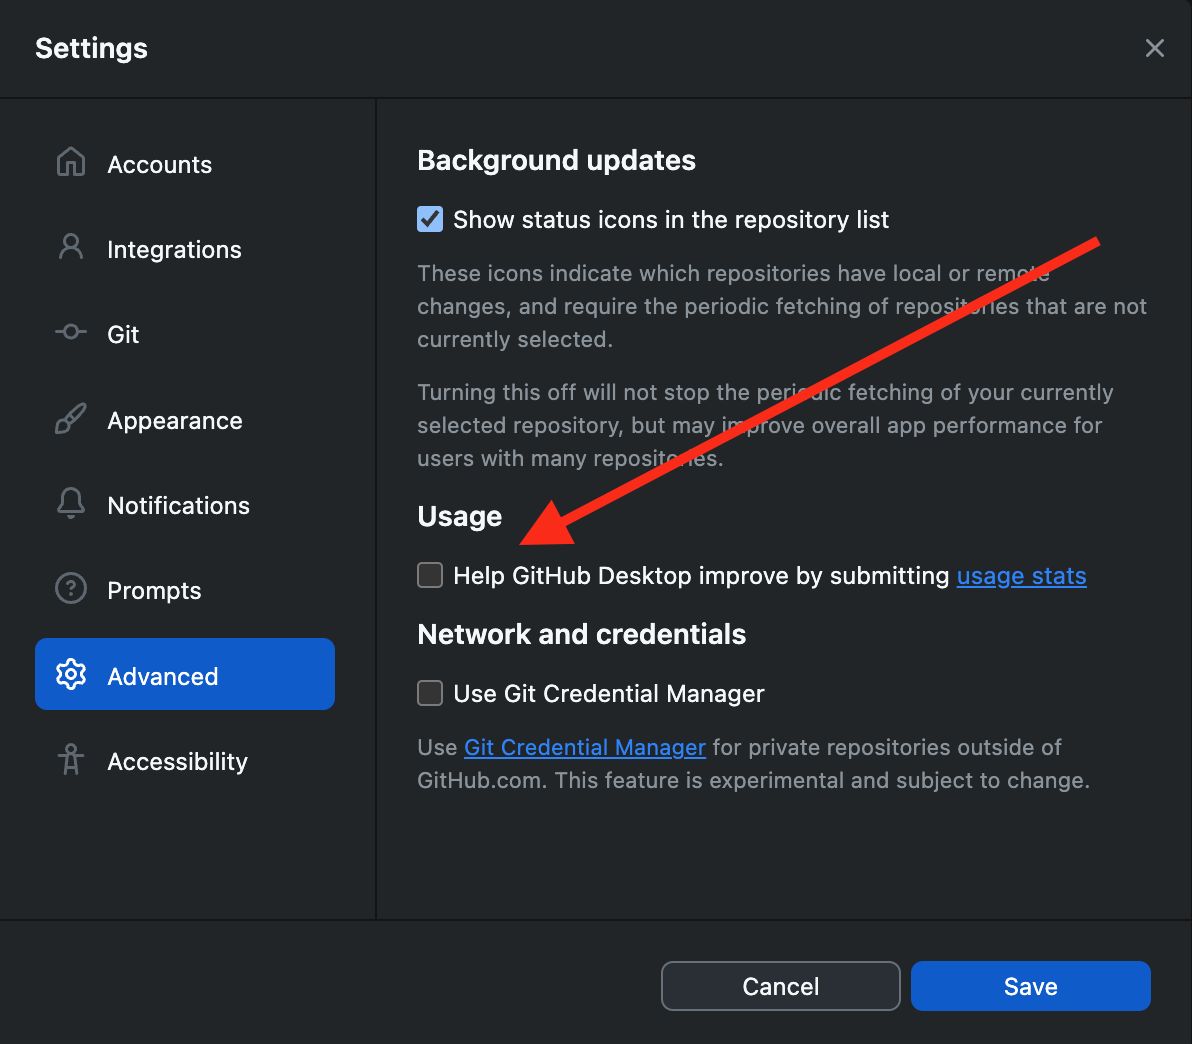 Settings
Accounts
Integrations
Git
Appearance
Notifications
Prompts
Advanced
Accessibility
Background updates
Show status icons in the repository list
These icons indicate which repositories have local or remote
changes, and require the periodic fetching of repositories that are not
currently selected.
Turning this off will not stop the periodic fetching of your currently
selected repository, but may improve overall app performance for
users with many repositories.
Usage
Help GitHub Desktop improve by submitting usage stats
Network and credentials
Use Git Credential Manager
Use Git Credential Manager for private repositories outside of
GitHub.com. This feature is experimental and subject to change.
Cancel
Save